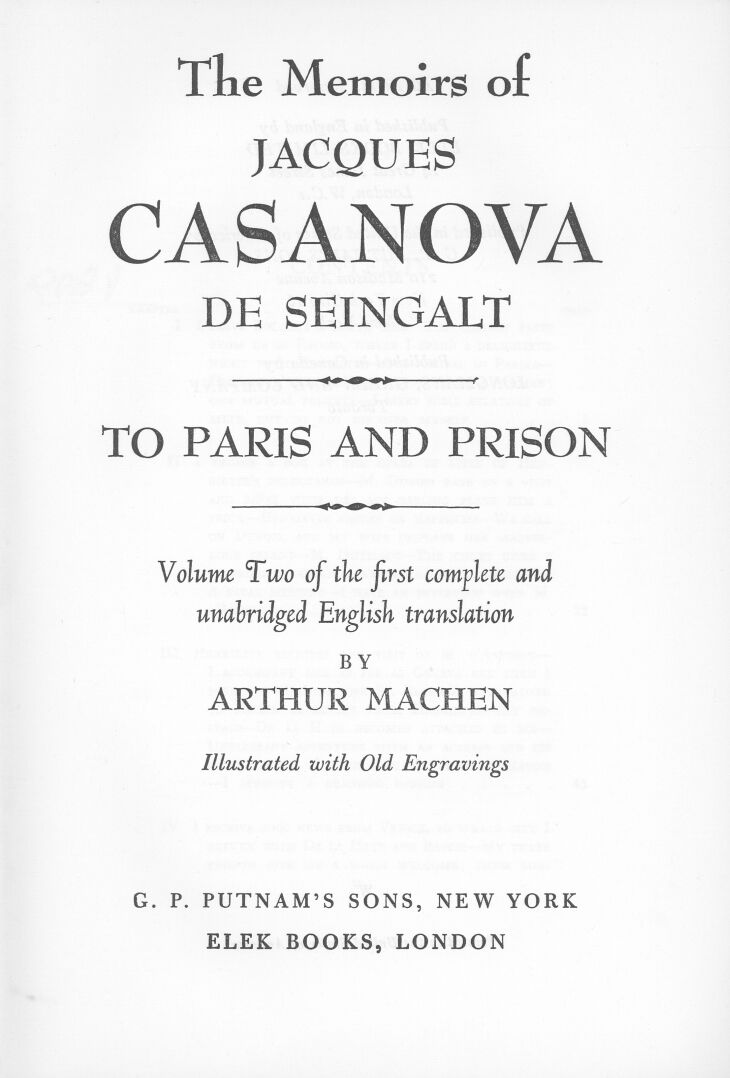 The Memoirs of
JACQUES
CASANOVA
DE SEINGALT
TO PARIS AND PRISON
Volume Two of the first complete and
unabridged English translation
BY
ARTHUR MACHEN
Illustrated with Old Engravings
G. P. PUTNAM'S SONS, NEW YORK
ELEK BOOKS, LONDON